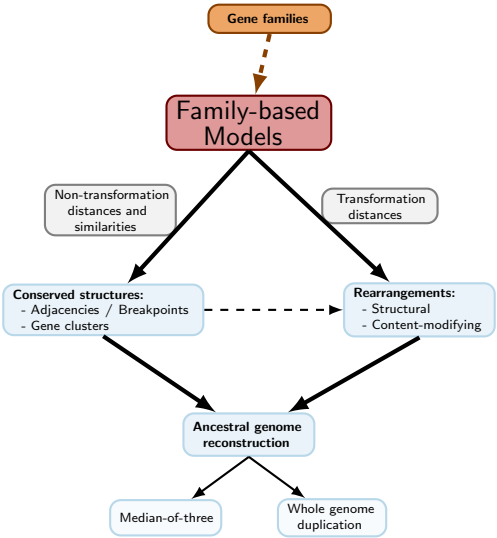 Gene families
Family-based
Models
Non-transformation
distances and
similarities
Transformation
distances
Conserved structures:
- Adjacencies / Breakpoints
- Gene clusters
Rearrangements:
- Structural
- Content-modifying
Ancestral genome
reconstruction
Median-of-three
Whole genome
duplication